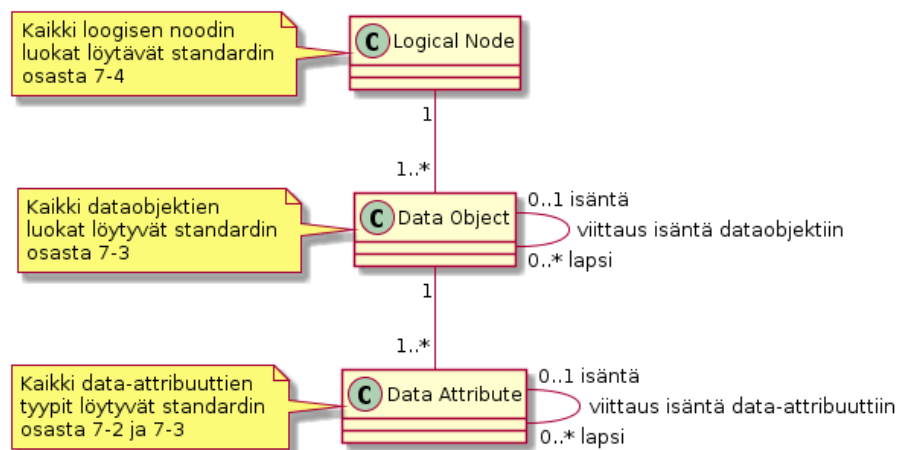 Kaikki loogisen noodin
luokat löytävät standardin
osasta 7-4
C Logical Node
1
1..*
Kaikki dataobjektien
luokat löytyvät standardin
osasta 7-3
C Data Object
0..1 isäntä
viittaus isäntä dataobjektiin
0..* lapsi
1
1..*
Kaikki data-attribuuttien
tyypit löytyvät standardin
osasta 7-2 ja 7-3
C Data Attribute
0..1 isäntä
viittaus isäntä data-attribuuttiin
0..* lapsi